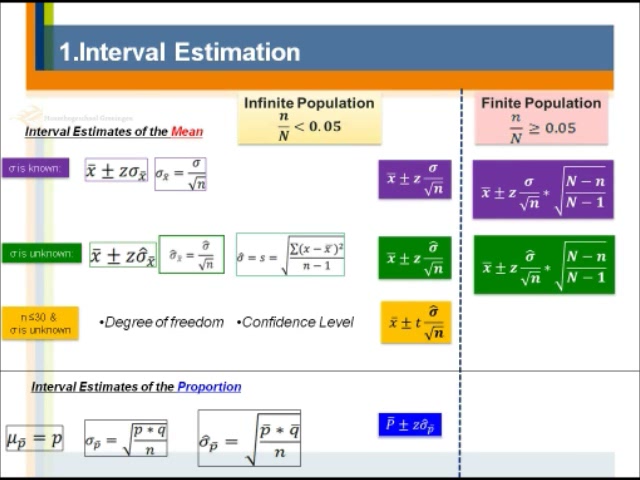 1.Interval Estimation
Infinite Population
n/N < 0.05
Finite Population
n/N ≥ 0.05
Hanzehogeschool Groningen
Interval Estimates of the Mean
σ is known:
x̄ ± zσ_x̄
σ_x̄ = σ/√n
x̄ ± z σ/√n
x̄ ± z σ/√n * √((N − n)/(N − 1))
σ is unknown:
x̄ ± zσ̂_x̄
σ̂_x̄ = σ̂/√n
σ̂ = s = √(∑(x − x̄)²/(n − 1))
x̄ ± z σ̂/√n
x̄ ± z σ̂/√n * √((N − n)/(N − 1))
n ≤30 &
σ is unknown
•Degree of freedom •Confidence Level
x̄ ± t σ̂/√n
Interval Estimates of the Proportion
μ_p̄ = p
σ_p̄ = √(p * q/n)
σ̂_p̄ = √(p̄ * q̄/n)
P̄ ± zσ̂_p̄